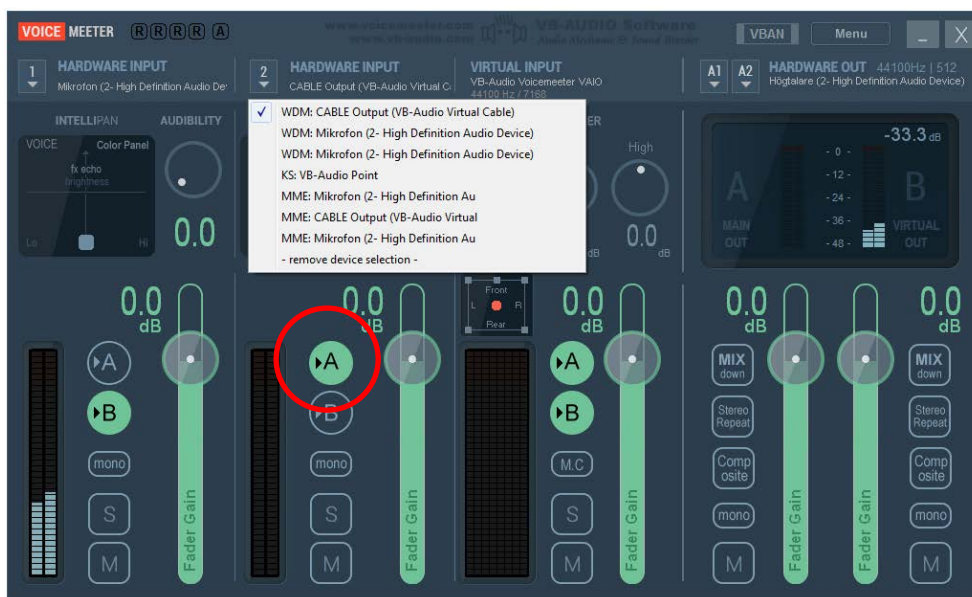 VOICE MEETER R R R R A
www.voicemeeter.com
www.vb-audio.com
VB-AUDIO Software
VBAN
Menu
X
1
HARDWARE INPUT
Mikrofon (2- High Definition Audio De
2
HARDWARE INPUT
CABLE Output (VB-Audio Virtual C
VIRTUAL INPUT
VB-Audio Voicemeeter VAIO
44100 Hz / 7168
A1
A2
HARDWARE OUT 44100Hz | 512
Högtalare (2- High Definition Audio Device)
✓ WDM: CABLE Output (VB-Audio Virtual Cable)
WDM: Mikrofon (2- High Definition Audio Device)
WDM: Mikrofon (2- High Definition Audio Device)
KS: VB-Audio Point
MME: Mikrofon (2- High Definition Au
MME: CABLE Output (VB-Audio Virtual
MME: Mikrofon (2- High Definition Au
- remove device selection -
INTELLIPAN
AUDIBILITY
VOICE
Color Panel
fx echo
brightness
Lo
Hi
0.0
ER
High
0.0
dB
dB
-33.3 dB
- 0 -
- 12 -
- 24 -
- 36 -
- 48 -
A
MAIN
OUT
B
VIRTUAL
OUT
0.0
dB
A
B
mono
S
M
Fader Gain
0.0
dB
A
B
mono
S
M
Fader Gain
Front
L
R
Rear
0.0
dB
A
B
M.C
S
M
Fader Gain
0.0
dB
MIX
down
Stereo
Repeat
Comp
osite
mono
M
Fader Gain
Fader Gain
0.0
dB
MIX
down
Stereo
Repeat
Comp
osite
mono
M